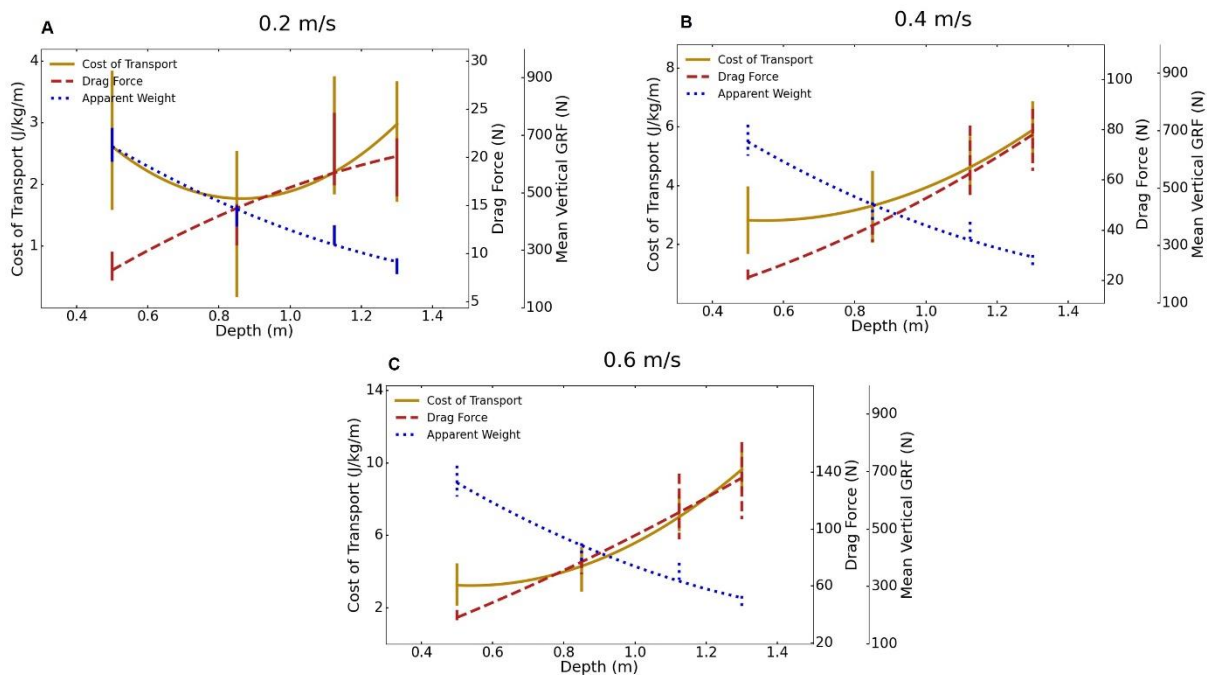 A
0.2 m/s
Cost of Transport
Drag Force
Apparent Weight
4
3
2
1
Cost of Transport (J/kg/m)
30
25
20
15
10
5
Drag Force (N)
900
700
500
300
100
Mean Vertical GRF (N)
0.4 0.6 0.8 1.0 1.2 1.4
Depth (m)
B
0.4 m/s
Cost of Transport
Drag Force
Apparent Weight
8
6
4
2
Cost of Transport (J/kg/m)
100
80
60
40
20
Drag Force (N)
900
700
500
300
100
Mean Vertical GRF (N)
0.4 0.6 0.8 1.0 1.2 1.4
Depth (m)
C
0.6 m/s
Cost of Transport
Drag Force
Apparent Weight
14
10
6
2
Cost of Transport (J/kg/m)
140
100
60
20
Drag Force (N)
900
700
500
300
100
Mean Vertical GRF (N)
0.4 0.6 0.8 1.0 1.2 1.4
Depth (m)